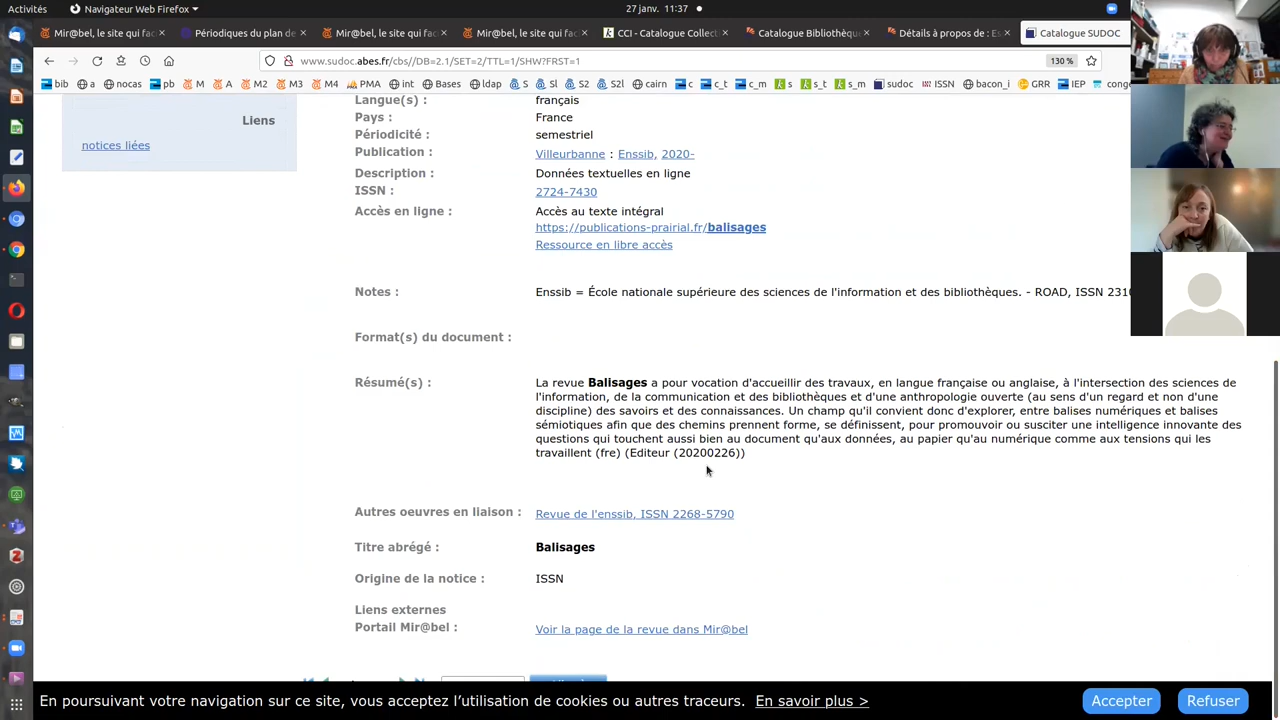 Activités
Navigateur Web Firefox
27 janv. 11:37
Mir@bel, le site qui fac
Périodiques du plan de
Mir@bel, le site qui fac
Mir@bel, le site qui fac
CCI - Catalogue Collect
Catalogue Bibliothèqu
Détails à propos de : Es
Catalogue SUDOC
www.sudoc.abes.fr/cbs//DB=2.1/SET=2/TTL=1/SHW?FRST=1
130 %
bib a nocas pb M A M2 M3 M4 PMA int Bases ldap S Sl S2 S2l cairn c c_t c_m s s_t s_m sudoc ISSN bacon_i GRR IEP cong
Liens
notices liées
Langue(s) : français
Pays : France
Périodicité : semestriel
Publication : Villeurbanne : Enssib, 2020-
Description : Données textuelles en ligne
ISSN : 2724-7430
Accès en ligne : Accès au texte intégral
https://publications-prairial.fr/balisages
Ressource en libre accès
Notes : Enssib = École nationale supérieure des sciences de l'information et des bibliothèques. - ROAD, ISSN 2310
Format(s) du document :
Résumé(s) : La revue Balisages a pour vocation d'accueillir des travaux, en langue française ou anglaise, à l'intersection des sciences de
l'information, de la communication et des bibliothèques et d'une anthropologie ouverte (au sens d'un regard et non d'une
discipline) des savoirs et des connaissances. Un champ qu'il convient donc d'explorer, entre balises numériques et balises
sémiotiques afin que des chemins prennent forme, se définissent, pour promouvoir ou susciter une intelligence innovante des
questions qui touchent aussi bien au document qu'aux données, au papier qu'au numérique comme aux tensions qui les
travaillent (fre) (Editeur (20200226))
Autres oeuvres en liaison : Revue de l'enssib, ISSN 2268-5790
Titre abrégé : Balisages
Origine de la notice : ISSN
Liens externes
Portail Mir@bel : Voir la page de la revue dans Mir@bel
En poursuivant votre navigation sur ce site, vous acceptez l'utilisation de cookies ou autres traceurs. En savoir plus >
Accepter
Refuser